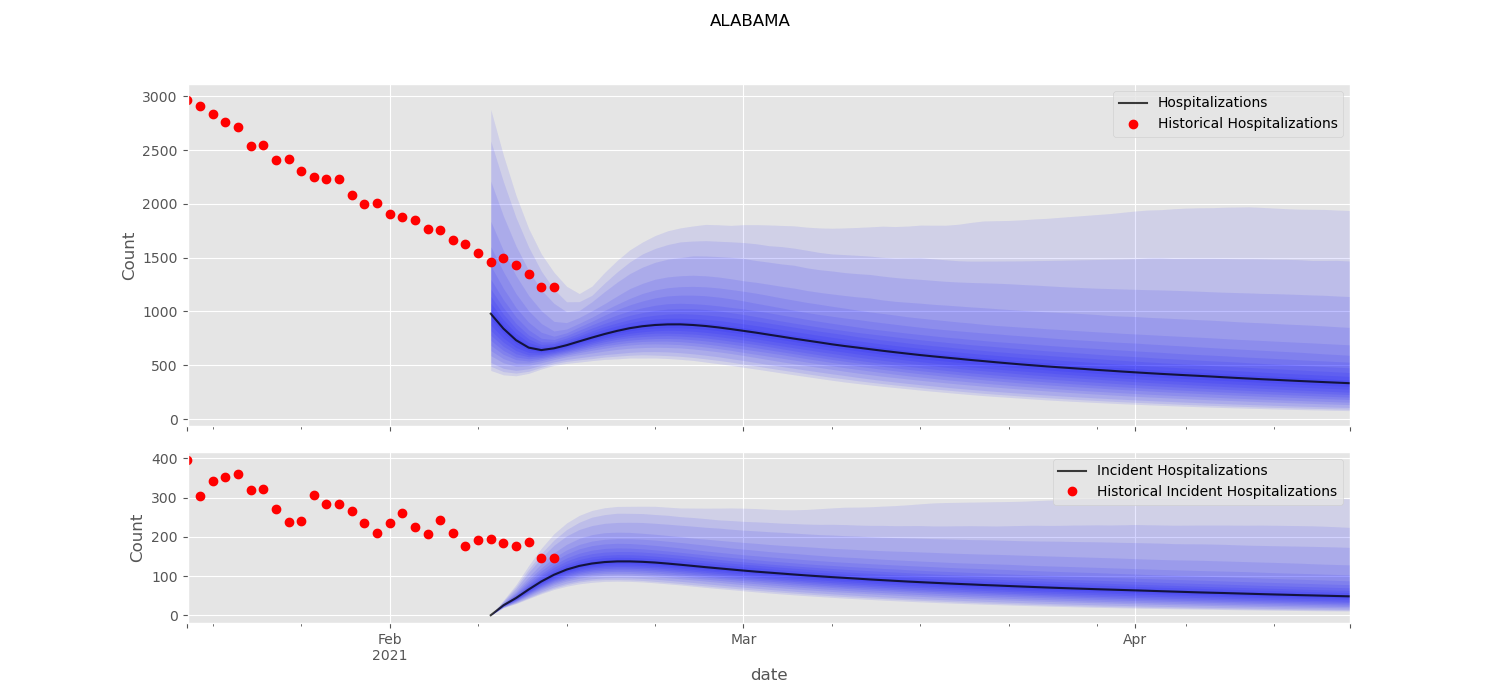 ALABAMA
3000
2500
2000
1500
1000
500
0
Count
Hospitalizations
Historical Hospitalizations
400
300
200
100
0
Count
Incident Hospitalizations
Historical Incident Hospitalizations
Feb
2021
Mar
Apr
date